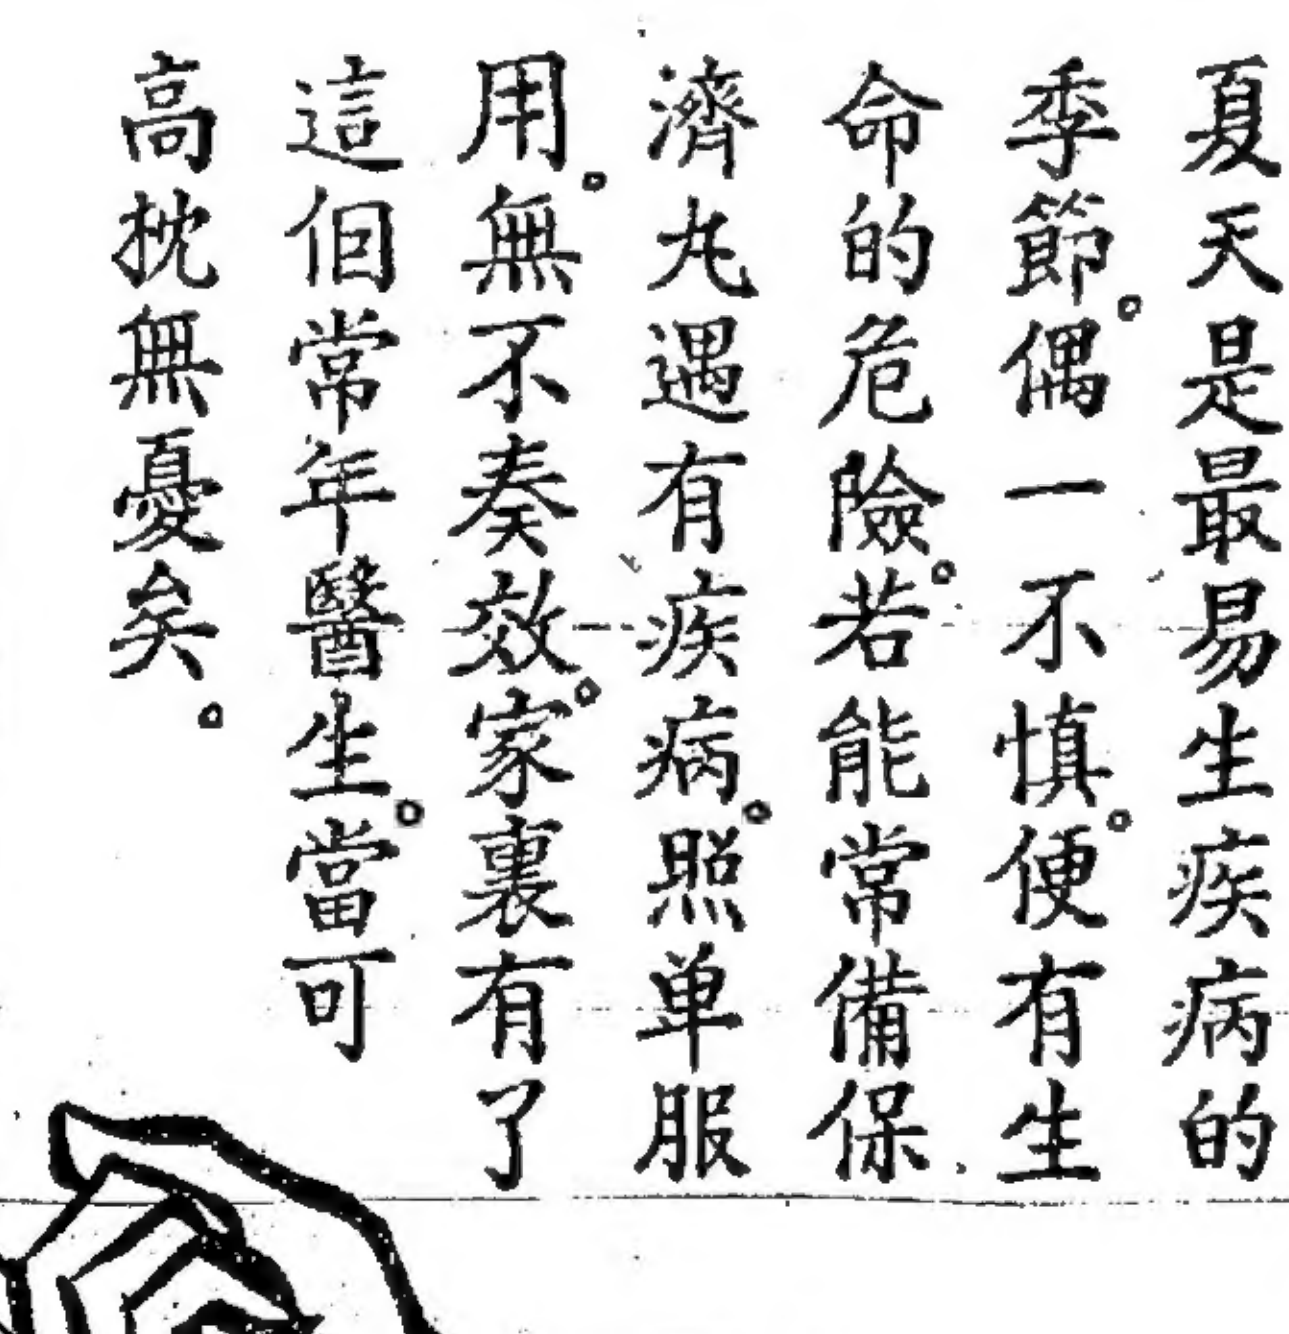 夏天是最易生疾病的
季節。偶一不慎。便有生
命的危險。若能常備保
濟丸遇有疾病。照单服
用。無不奏效。家裏有了
這個常年醫生。當可
高枕無憂矣。